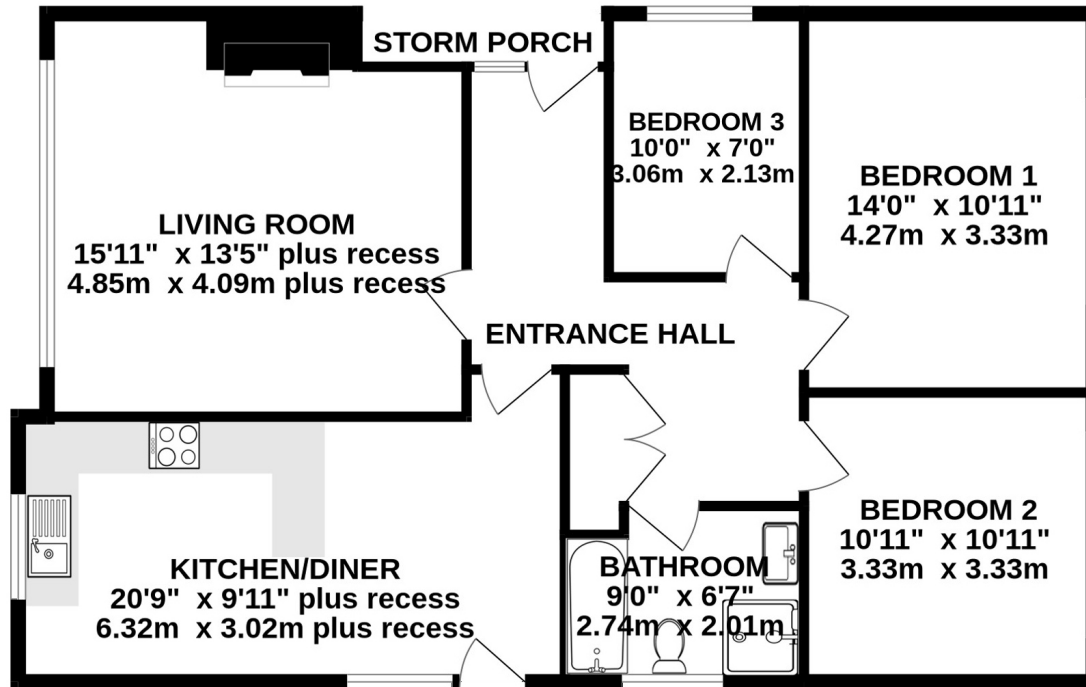 STORM PORCH
BEDROOM 3
10'0" x 7'0"
3.06m x 2.13m
BEDROOM 1
14'0" x 10'11"
4.27m x 3.33m
LIVING ROOM
15'11" x 13'5" plus recess
4.85m x 4.09m plus recess
ENTRANCE HALL
BEDROOM 2
10'11" x 10'11"
3.33m x 3.33m
KITCHEN/DINER
20'9" x 9'11" plus recess
6.32m x 3.02m plus recess
BATHROOM
9'0" x 6'7"
2.74m x 2.01m